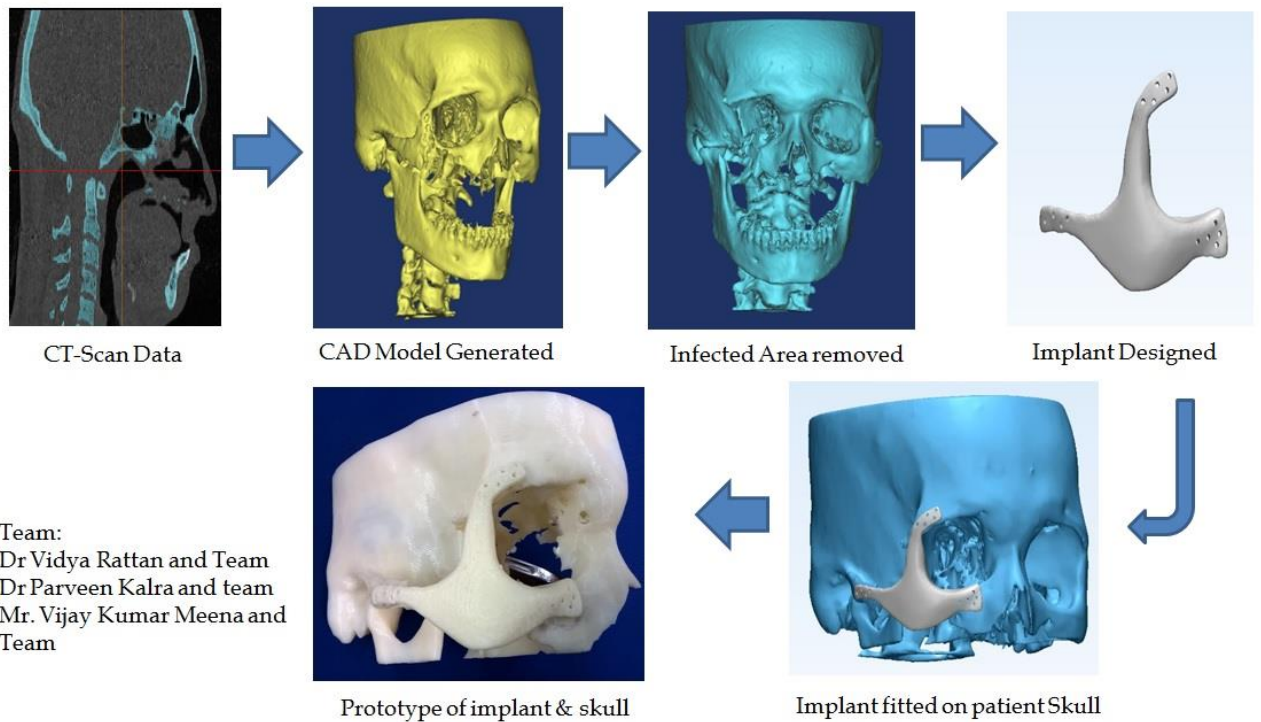 CT-Scan Data
CAD Model Generated
Infected Area removed
Implant Designed
Team:
Dr Vidya Rattan and Team
Dr Parveen Kalra and team
Mr. Vijay Kumar Meena and
Team
Prototype of implant & skull
Implant fitted on patient Skull